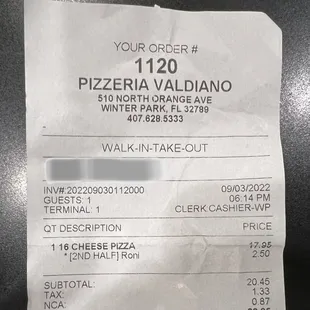 YOUR ORDER #
1120
PIZZERIA VALDIANO
510 NORTH ORANGE AVE
WINTER PARK, FL 32789
407.628.5333
WALK-IN-TAKE-OUT
INV#:202209030112000 09/03/2022
GUESTS: 1 06:14 PM
TERMINAL: 1 CLERK CASHIER-WP
QT DESCRIPTION PRICE
1 16 CHEESE PIZZA 17.95
* [2ND HALF] Roni 2.50
SUBTOTAL: 20.45
TAX: 1.33
NCA: 0.87